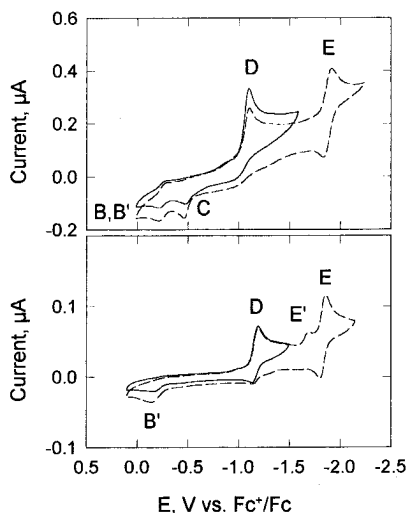 0.6
0.4
0.2
0.0
-0.2
Current, µA
D
E
B,B'
C
0.1
0.0
-0.1
Current, µA
D
E'
E
B'
0.5 0.0 -0.5 -1.0 -1.5 -2.0 -2.5
E, V vs. Fc⁺/Fc